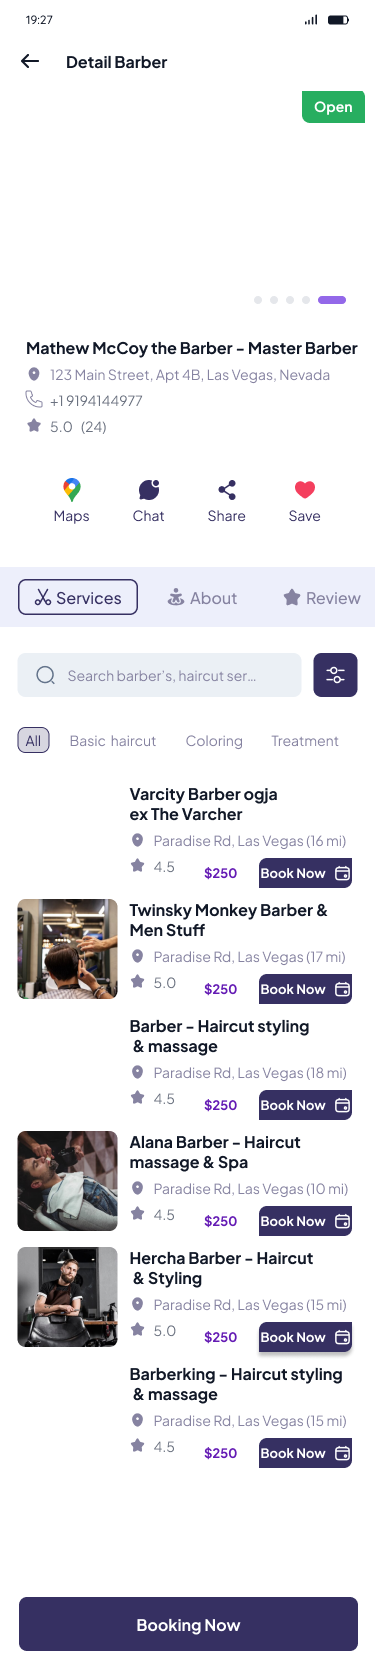 19:27
Detail Barber
Open
Mathew McCoy the Barber - Master Barber
123 Main Street, Apt 4B, Las Vegas, Nevada
+1 9194144977
5.0 (24)
Maps Chat Share Save
Services About Review
Search barber's, haircut ser...
All Basic haircut Coloring Treatment
Varcity Barber ogja
ex The Varcher
Paradise Rd, Las Vegas (16 mi)
4.5 $250 Book Now
Twinsky Monkey Barber &
Men Stuff
Paradise Rd, Las Vegas (17 mi)
5.0 $250 Book Now
Barber - Haircut styling
& massage
Paradise Rd, Las Vegas (18 mi)
4.5 $250 Book Now
Alana Barber - Haircut
massage & Spa
Paradise Rd, Las Vegas (10 mi)
4.5 $250 Book Now
Hercha Barber - Haircut
& Styling
Paradise Rd, Las Vegas (15 mi)
5.0 $250 Book Now
Barberking - Haircut styling
& massage
Paradise Rd, Las Vegas (15 mi)
4.5 $250 Book Now
Booking Now